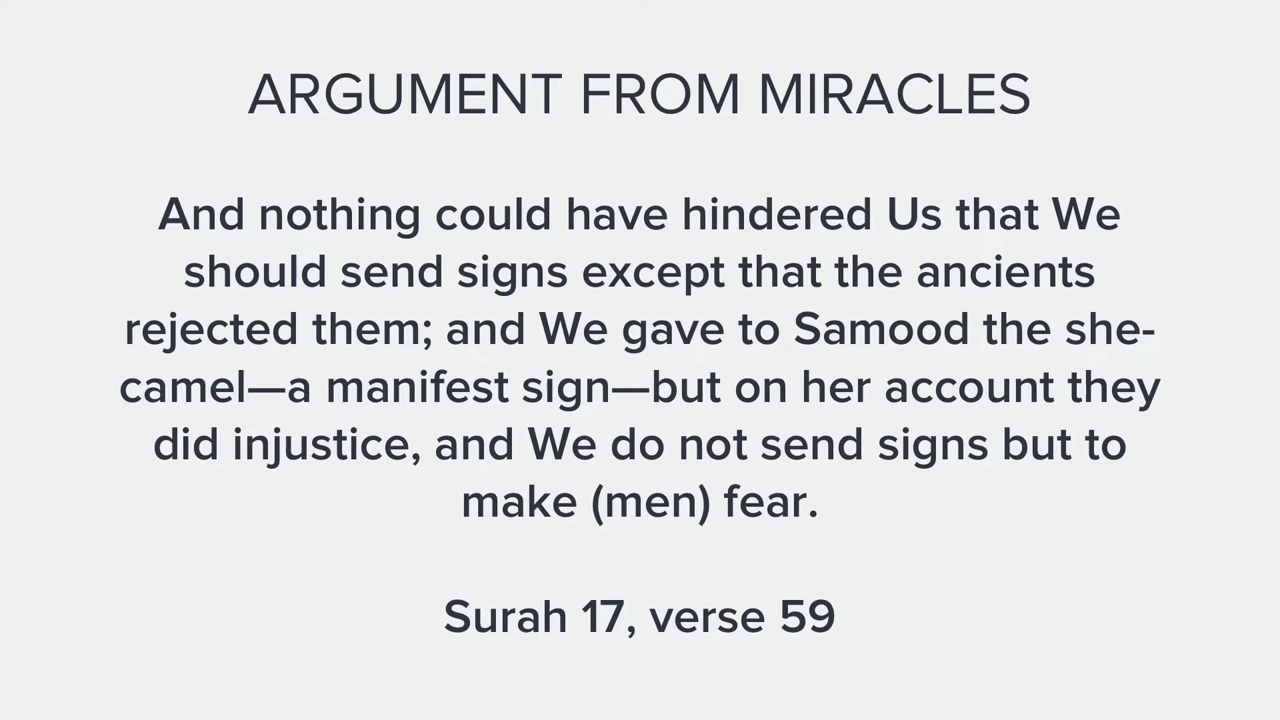 ARGUMENT FROM MIRACLES
And nothing could have hindered Us that We
should send signs except that the ancients
rejected them; and We gave to Samood the she-
camel—a manifest sign—but on her account they
did injustice, and We do not send signs but to
make (men) fear.
Surah 17, verse 59